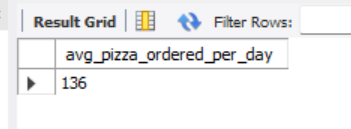 Result Grid Filter Rows:
avg_pizza_ordered_per_day
136